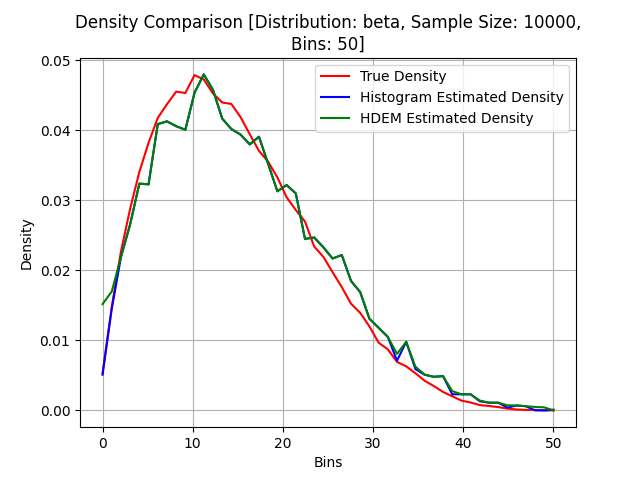 Density Comparison [Distribution: beta, Sample Size: 10000,
Bins: 50]
True Density
Histogram Estimated Density
HDEM Estimated Density
Density
0.05
0.04
0.03
0.02
0.01
0.00
0 10 20 30 40 50
Bins